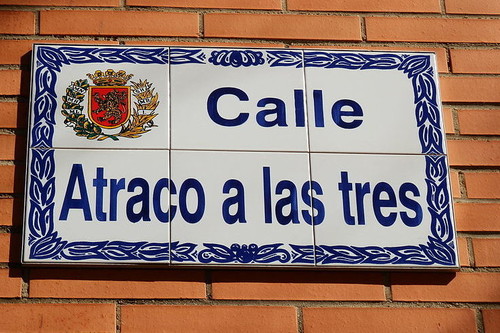 Calle
Atraco a las tres